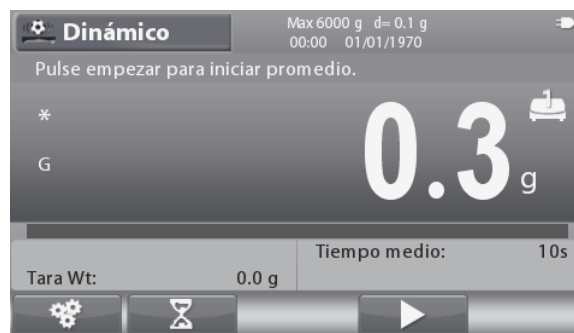 Dinámico
Max 6000 g d= 0.1 g
00:00 01/01/1970
Pulse empezar para iniciar promedio.
*
G
0.3 g
1
Tiempo medio: 10s
Tara Wt: 0.0 g